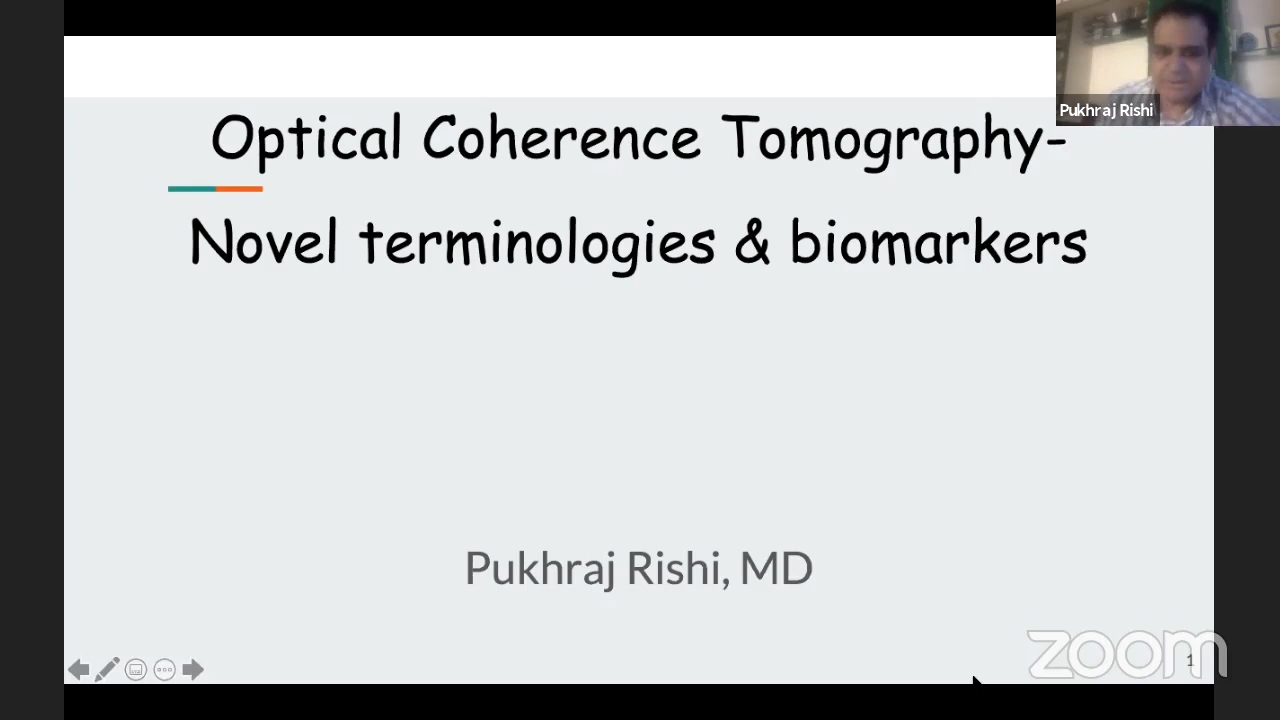 Pukhraj Rishi
Optical Coherence Tomography-
Novel terminologies & biomarkers
Pukhraj Rishi, MD
zoom
1